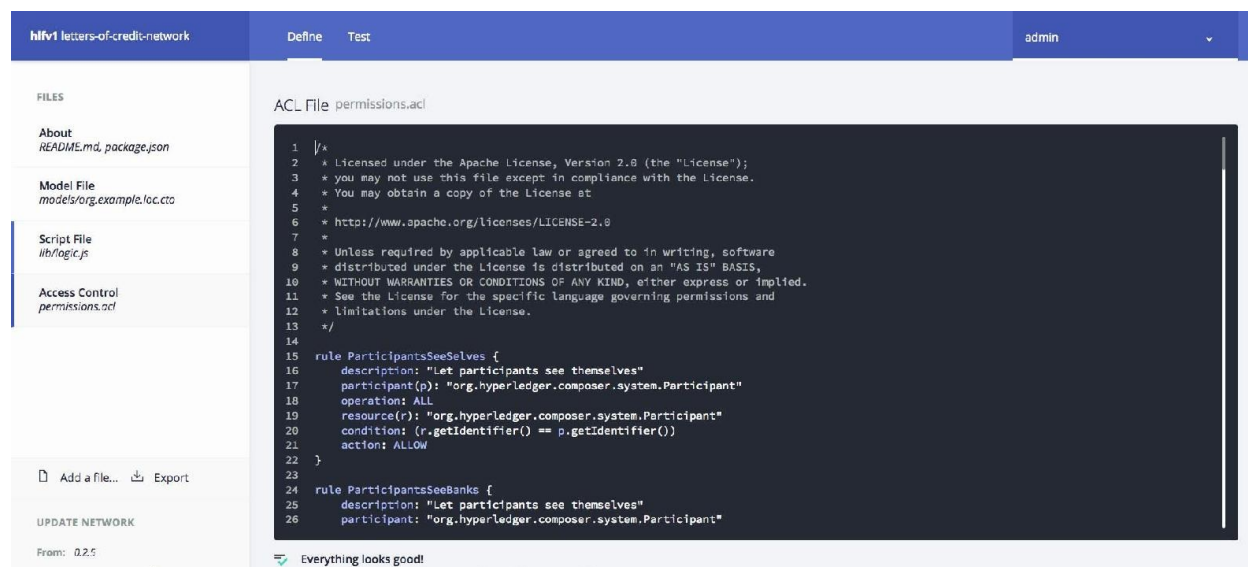 hlfv1 letters-of-credit-network
Define Test
admin
FILES
About
README.md, package.json
Model File
models/org.example.loc.cto
Script File
lib/logic.js
Access Control
permissions.acl
Add a file... Export
UPDATE NETWORK
From: 0.2.5
ACL File permissions.acl
1 /*
2 * Licensed under the Apache License, Version 2.0 (the "License");
3 * you may not use this file except in compliance with the License.
4 * You may obtain a copy of the License at
5 *
6 * http://www.apache.org/licenses/LICENSE-2.0
7 *
8 * Unless required by applicable law or agreed to in writing, software
9 * distributed under the License is distributed on an "AS IS" BASIS,
10 * WITHOUT WARRANTIES OR CONDITIONS OF ANY KIND, either express or implied.
11 * See the License for the specific language governing permissions and
12 * limitations under the License.
13 */
14
15 rule ParticipantsSeeSelves {
16 description: "Let participants see themselves"
17 participant(p): "org.hyperledger.composer.system.Participant"
18 operation: ALL
19 resource(r): "org.hyperledger.composer.system.Participant"
20 condition: (r.getIdentifier() == p.getIdentifier())
21 action: ALLOW
22 }
23
24 rule ParticipantsSeeBanks {
25 description: "Let participants see themselves"
26 participant: "org.hyperledger.composer.system.Participant"
Everything looks good!